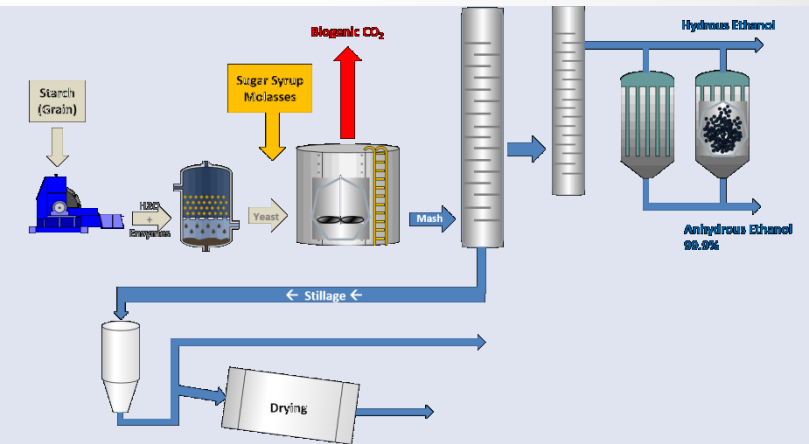 Biogenic CO2
Hydrous Ethanol
Starch
(Grain)
Sugar Syrup
Molasses
H2O
+
Enzymes
Yeast
Mash
Anhydrous Ethanol
99.9%
← Stillage ←
Drying